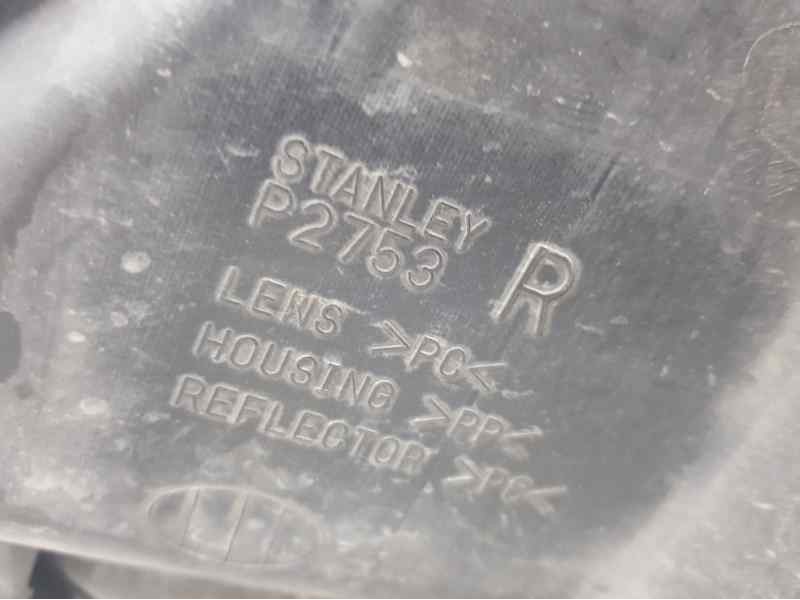 STANLEY
P2753 R
LENS >PC<
HOUSING >PP<
REFLECTOR >PC<